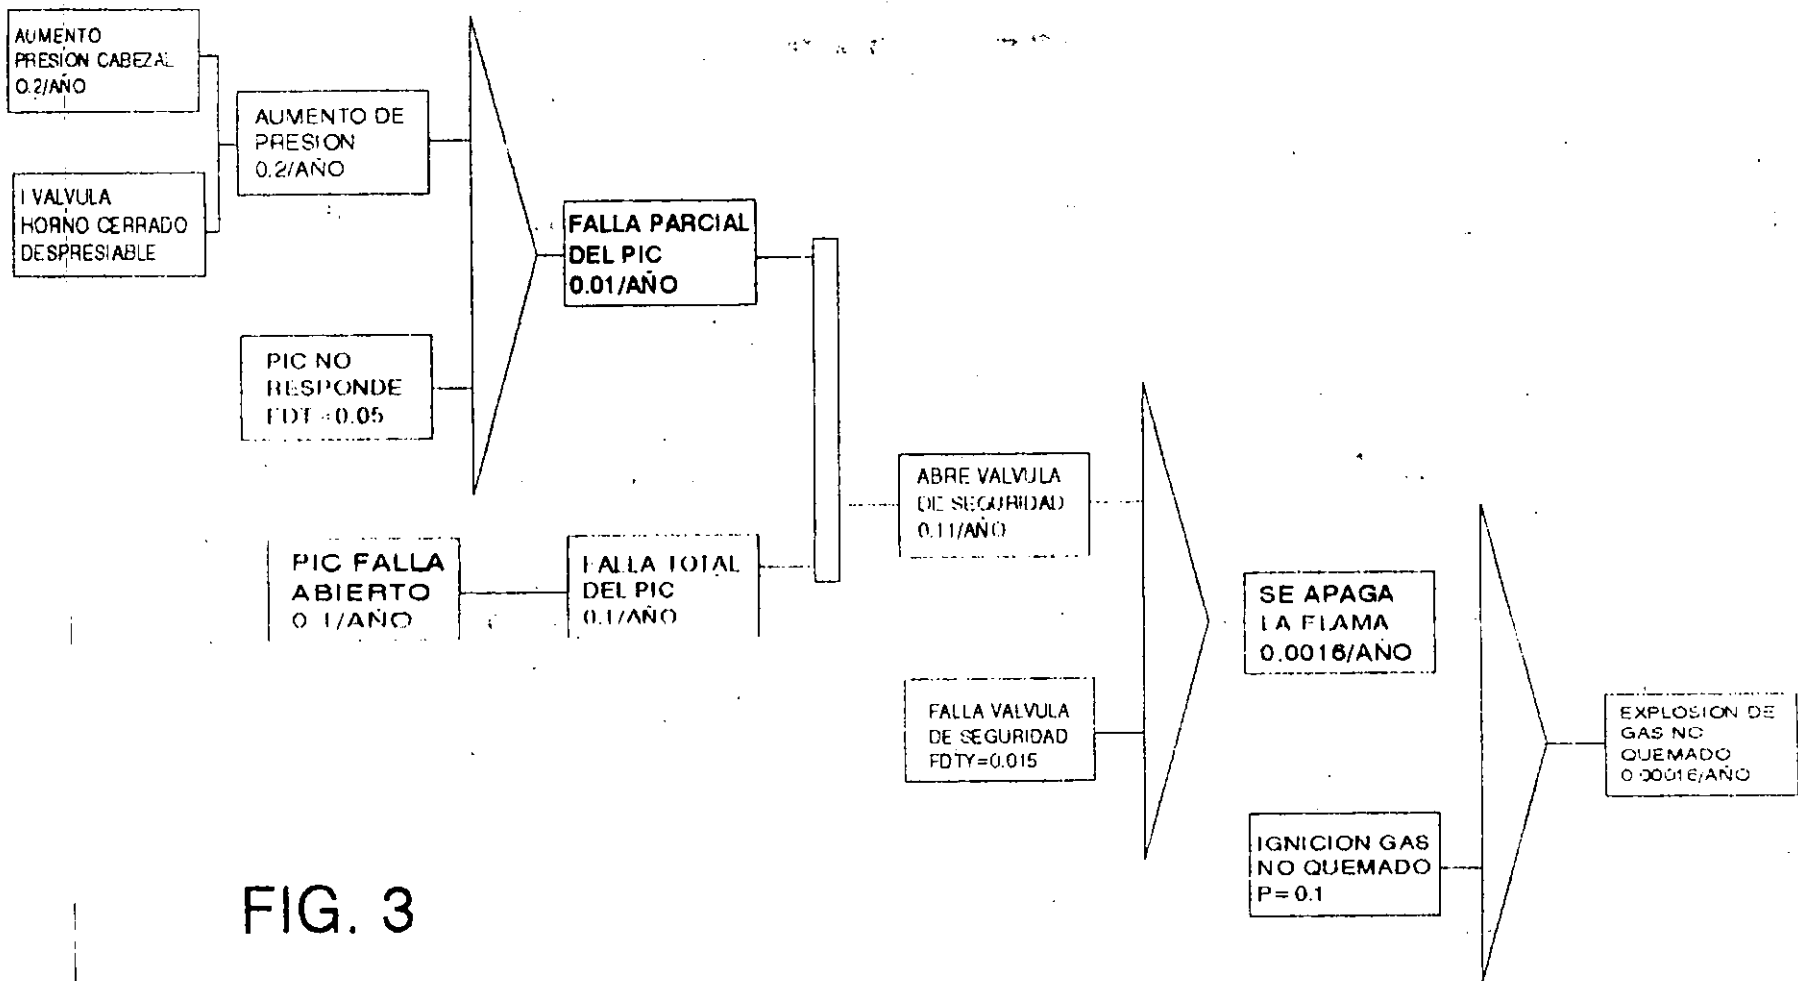 AUMENTO
PRESION CABEZAL
0.2/AÑO
AUMENTO DE
PRESION
0.2/AÑO
1 VALVULA
HORNO CERRADO
DESPRESIABLE
FALLA PARCIAL
DEL PIC
0.01/AÑO
PIC NO
RESPONDE
FDT=0.05
PIC FALLA
ABIERTO
0.1/AÑO
FALLA TOTAL
DEL PIC
0.1/AÑO
ABRE VALVULA
DE SEGURIDAD
0.11/AÑO
SE APAGA
LA FLAMA
0.0016/AÑO
FALLA VALVULA
DE SEGURIDAD
FDTY=0.015
EXPLOSION DE
GAS NO
QUEMADO
0.00016/AÑO
IGNICION GAS
NO QUEMADO
P=0.1
FIG. 3